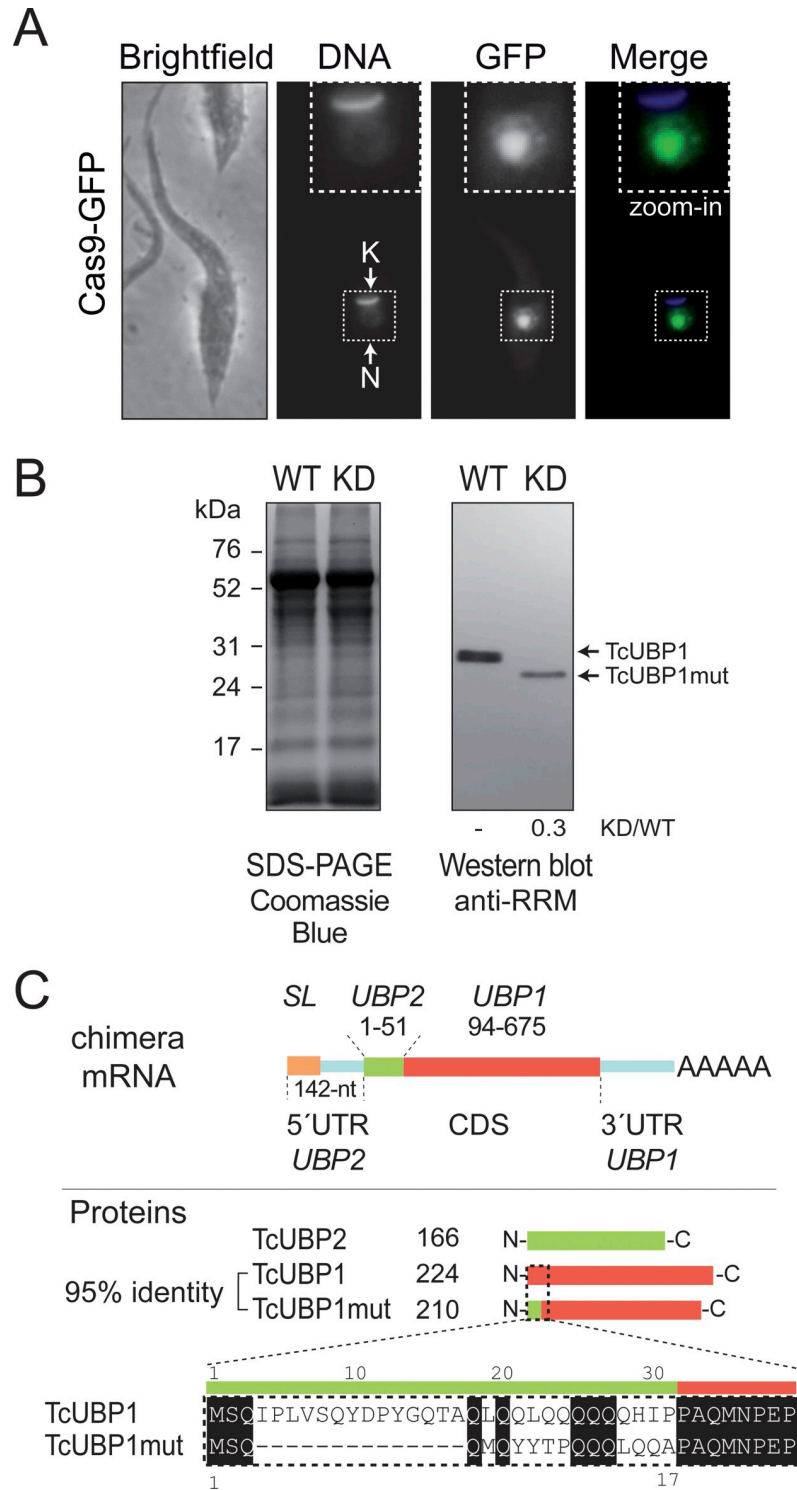 A
Brightfield DNA GFP Merge
Cas9-GFP
zoom-in
K
N
B
WT KD WT KD
kDa
76
52
31
24
17
TcUBP1
TcUBP1mut
- 0.3 KD/WT
SDS-PAGE
Coomassie
Blue
Western blot
anti-RRM
C
SL UBP2 UBP1
1-51 94-675
chimera
mRNA
AAAAA
142-nt
5´UTR CDS 3´UTR
UBP2 UBP1
Proteins
TcUBP2 166 N- -C
95% identity
TcUBP1 224 N- -C
TcUBP1mut 210 N- -C
1 10 20 30
TcUBP1 MSQIPLVSQYDPYGQTAQLQQLQQQQQQHIPPAQMNPEP
TcUBP1mut MSQ--------------QMQYYTPQQQLQQAPAQMNPEP
1 17